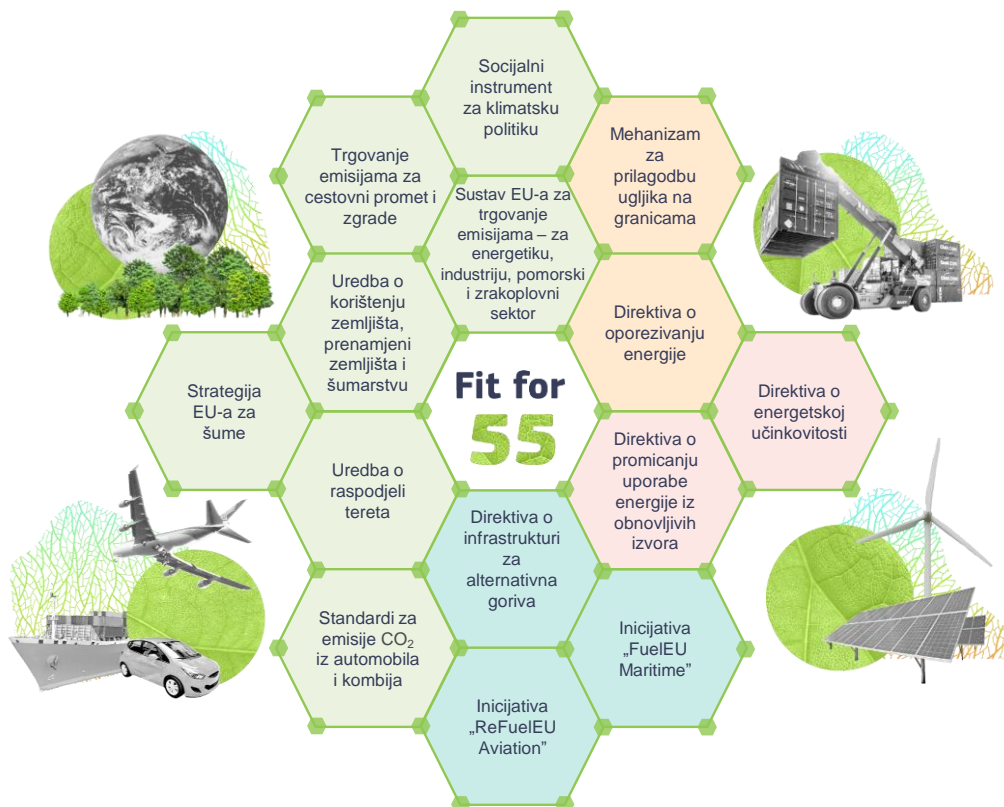 Socijalni
instrument
za klimatsku
politiku
Trgovanje
emisijama za
cestovni promet i
zgrade
Mehanizam
za
prilagodbu
ugljika na
granicama
Sustav EU-a za
trgovanje
emisijama – za
energetiku,
industriju, pomorski
i zrakoplovni
sektor
Uredba o
korištenju
zemljišta,
prenamjeni
zemljišta i
šumarstvu
Direktiva o
oporezivanju
energije
Strategija
EU-a za
šume
Fit for
55
Direktiva o
energetskoj
učinkovitosti
Uredba o
raspodjeli
tereta
Direktiva o
promicanju
uporabe
energije iz
obnovljivih
izvora
Direktiva o
infrastrukturi
za
alternativna
goriva
Standardi za
emisije CO₂
iz automobila
i kombija
Inicijativa
„FuelEU
Maritime”
Inicijativa
„ReFuelEU
Aviation”